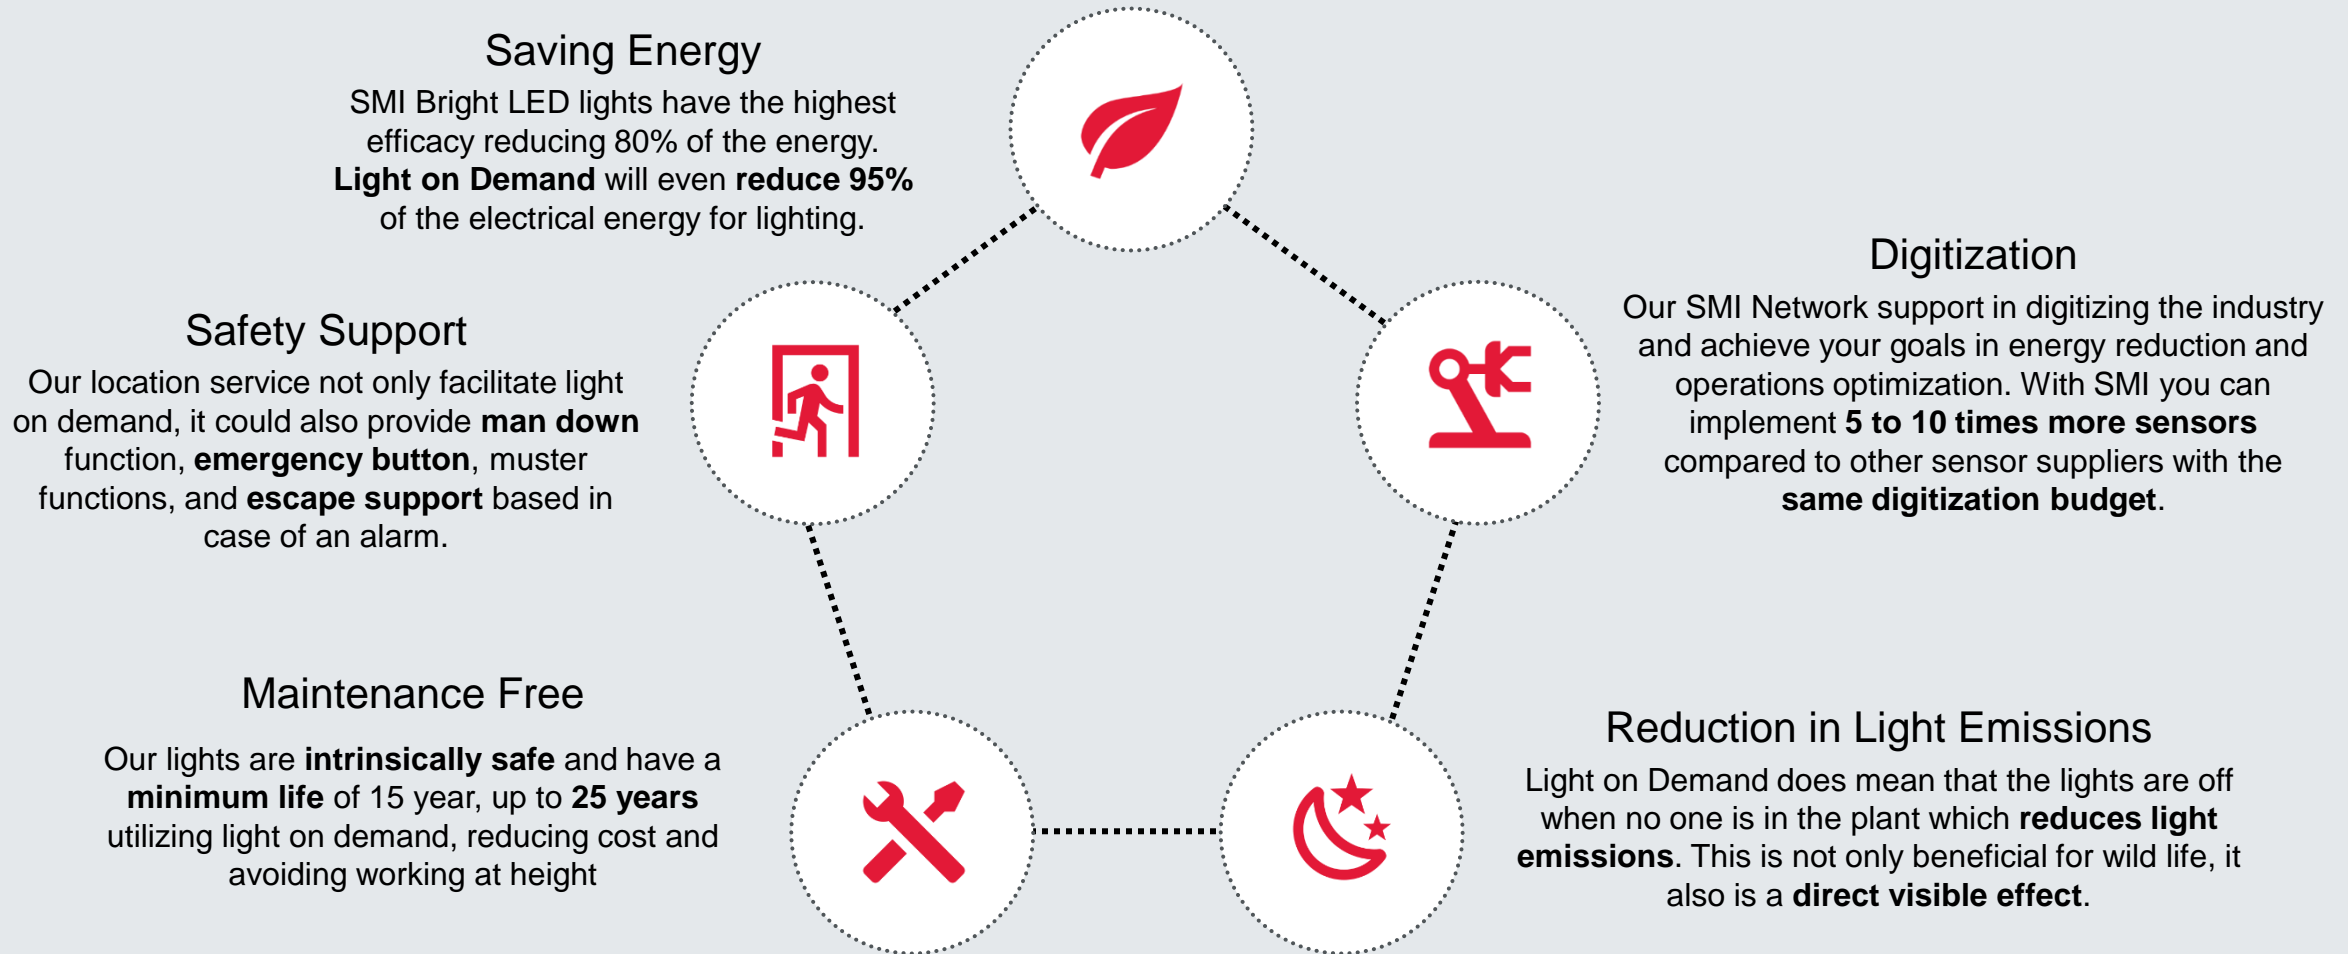 Saving Energy
SMI Bright LED lights have the highest
efficacy reducing 80% of the energy.
Light on Demand will even reduce 95%
of the electrical energy for lighting.
Digitization
Our SMI Network support in digitizing the industry
and achieve your goals in energy reduction and
operations optimization. With SMI you can
implement 5 to 10 times more sensors
compared to other sensor suppliers with the
same digitization budget.
Safety Support
Our location service not only facilitate light
on demand, it could also provide man down
function, emergency button, muster
functions, and escape support based in
case of an alarm.
Maintenance Free
Our lights are intrinsically safe and have a
minimum life of 15 year, up to 25 years
utilizing light on demand, reducing cost and
avoiding working at height
Reduction in Light Emissions
Light on Demand does mean that the lights are off
when no one is in the plant which reduces light
emissions. This is not only beneficial for wild life, it
also is a direct visible effect.